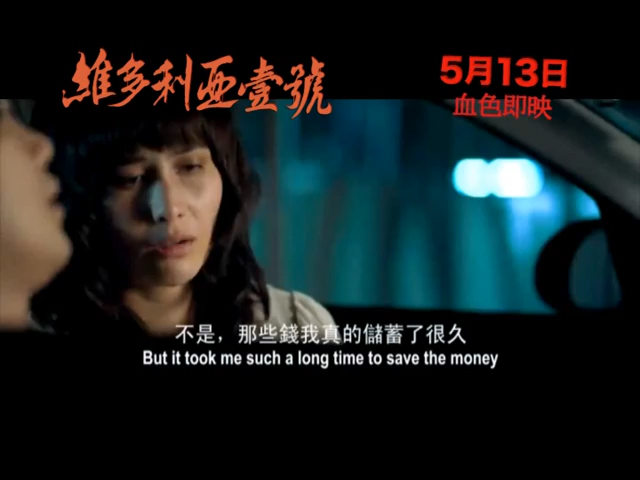 維多利亞壹號
5月13日
血色即映
不是，那些錢我真的儲蓄了很久
But it took me such a long time to save the money